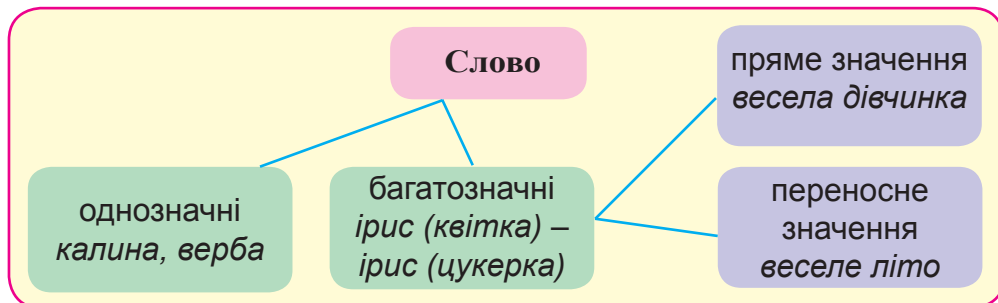 Слово
однозначні
калина, верба
багатозначні
ірис (квітка) –
ірис (цукерка)
пряме значення
весела дівчинка
переносне
значення
веселе літо